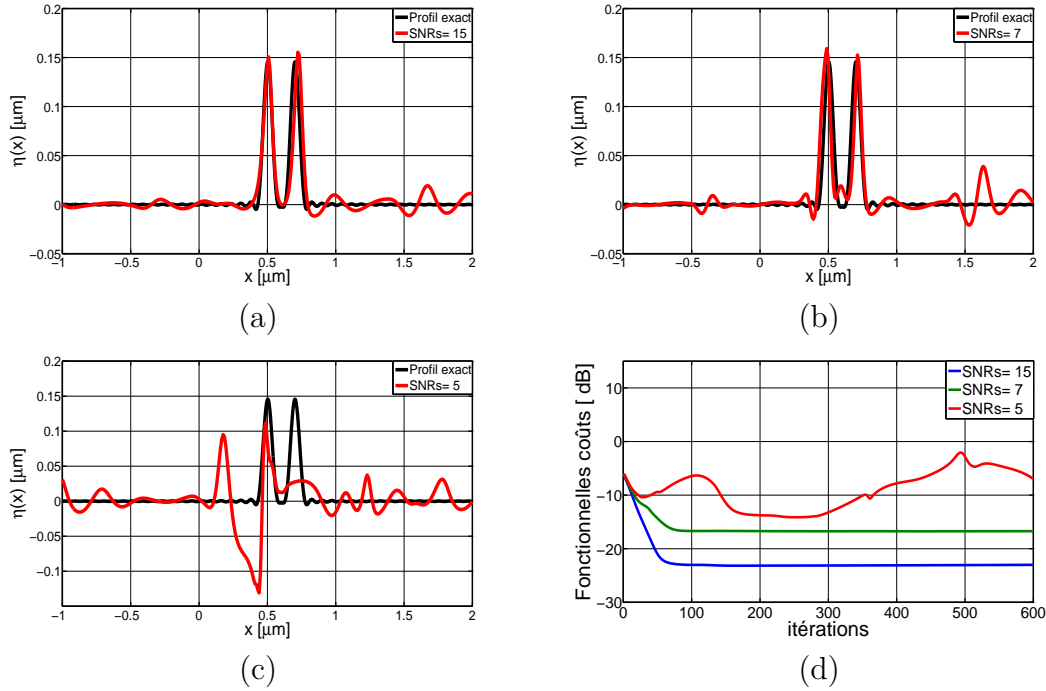 0.2
0.15
0.1
0.05
0
−0.05
−1
−0.5
0
0.5
1
1.5
2
η(x) [μm]
x [μm]
Profil exact
SNRs= 15
(a)
0.2
0.15
0.1
0.05
0
−0.05
−1
−0.5
0
0.5
1
1.5
2
η(x) [μm]
x [μm]
Profil exact
SNRs= 7
(b)
0.2
0.15
0.1
0.05
0
−0.05
−0.1
−1
−0.5
0
0.5
1
1.5
2
η(x) [μm]
x [μm]
Profil exact
SNRs= 5
(c)
10
0
−10
−20
−30
0
100
200
300
400
500
600
Fonctionnelles coûts [ dB]
itérations
SNRs= 15
SNRs= 7
SNRs= 5
(d)